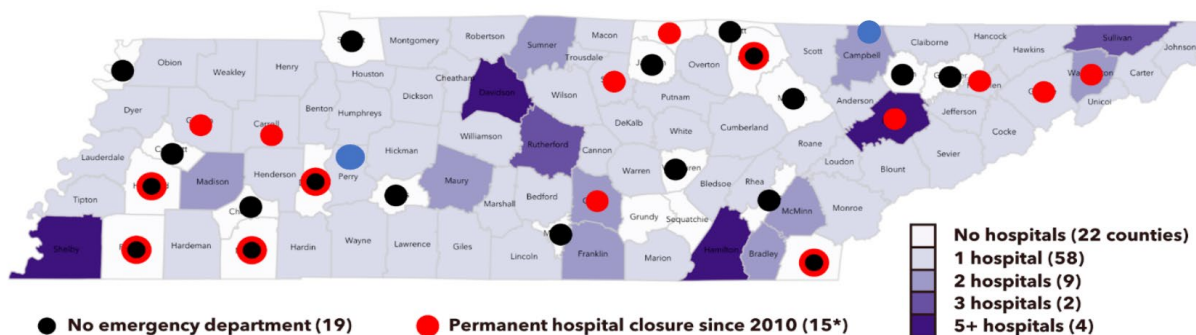 Macon
Robertson
Montgomery
Sumner
Scott
Campbell
Claiborne
Hancock
Hawkins
Sullivan
Johnson
Obion
Weakley
Henry
Houston
Cheatham
Trousdale
Overton
Carter
Unicoi
Dickson
Davidson
Wilson
Putnam
Anderson
Jefferson
Cocke
Dyer
Benton
Humphreys
Williamson
DeKalb
White
Cumberland
Roane
Sevier
Lauderdale
Hickman
Rutherford
Cannon
Loudon
Blount
Tipton
Madison
Henderson
Perry
Maury
Warren
Bledsoe
Rhea
Monroe
Marshall
Bedford
Grundy
Sequatchie
McMinn
Shelby
Hardeman
Hardin
Wayne
Lawrence
Giles
Lincoln
Franklin
Marion
Hamilton
Bradley
No hospitals (22 counties)
1 hospital (58)
2 hospitals (9)
3 hospitals (2)
5+ hospitals (4)
No emergency department (19)
Permanent hospital closure since 2010 (15*)